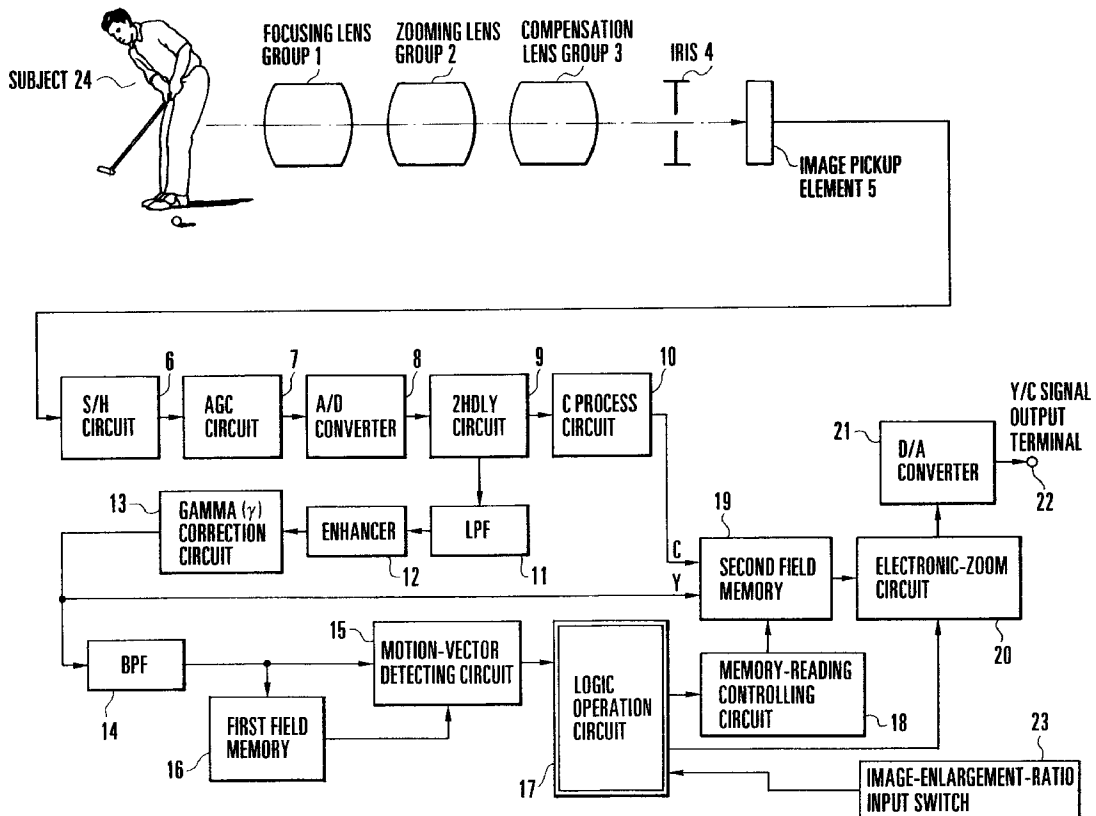 SUBJECT 24
FOCUSING LENS
GROUP 1
ZOOMING LENS
GROUP 2
COMPENSATION
LENS GROUP 3
IRIS 4
IMAGE PICKUP
ELEMENT 5
6
S/H
CIRCUIT
7
AGC
CIRCUIT
8
A/D
CONVERTER
9
2HDLY
CIRCUIT
10
C PROCESS
CIRCUIT
21
D/A
CONVERTER
Y/C SIGNAL
OUTPUT
TERMINAL
22
13
GAMMA (γ)
CORRECTION
CIRCUIT
ENHANCER
12
LPF
11
C
Y
19
SECOND FIELD
MEMORY
ELECTRONIC-ZOOM
CIRCUIT
20
BPF
14
15
MOTION-VECTOR
DETECTING CIRCUIT
FIRST FIELD
MEMORY
16
LOGIC
OPERATION
CIRCUIT
17
MEMORY-READING
CONTROLLING
CIRCUIT
18
23
IMAGE-ENLARGEMENT-RATIO
INPUT SWITCH